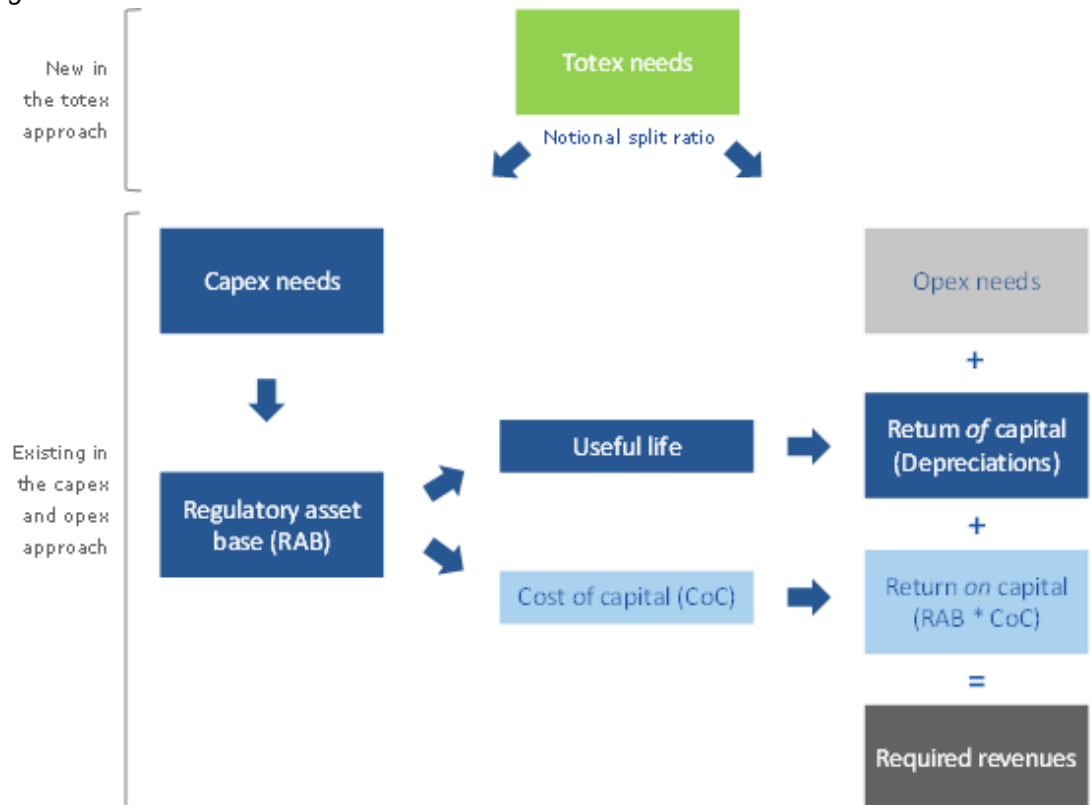 New in
the totex
approach
Totex needs
Notional split ratio
Capex needs
Opex needs
+
Existing in
the capex
and opex
approach
Regulatory asset
base (RAB)
Useful life
Return of capital
(Depreciations)
+
Cost of capital (CoC)
Return on capital
(RAB * CoC)
=
Required revenues